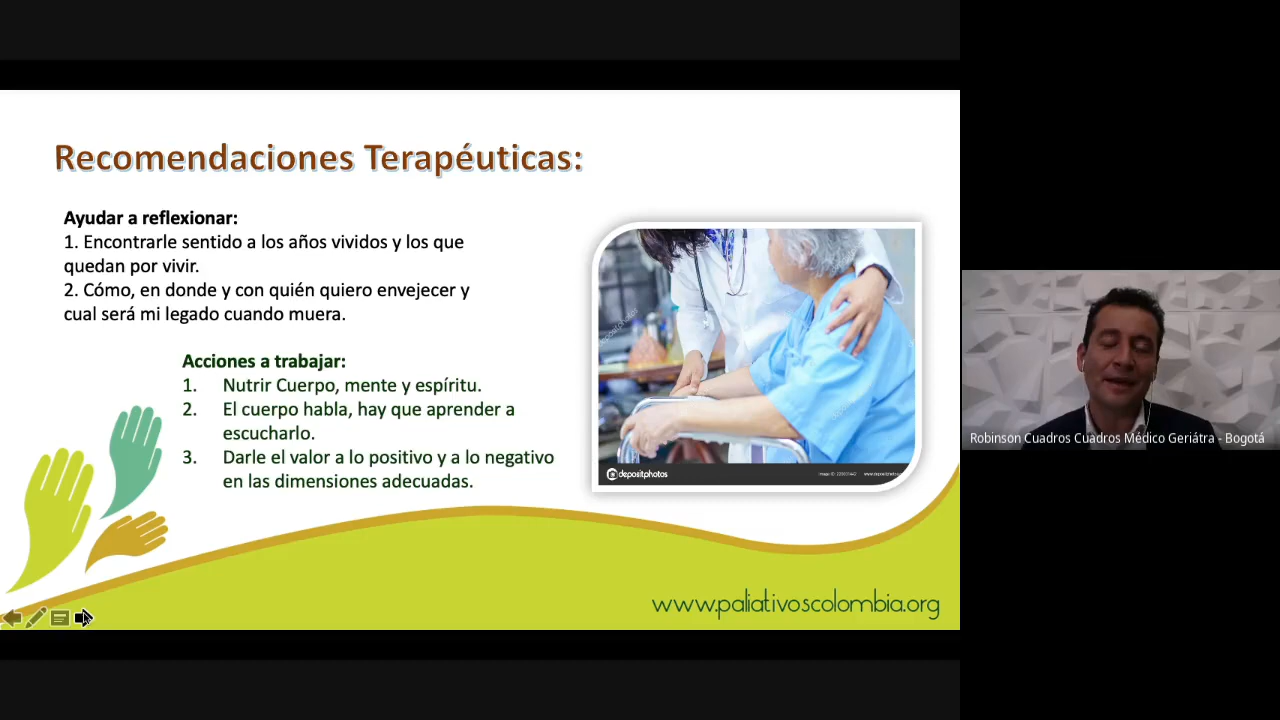 Recomendaciones Terapéuticas:
Ayudar a reflexionar:
1. Encontrarle sentido a los años vividos y los que
quedan por vivir.
2. Cómo, en donde y con quién quiero envejecer y
cual será mi legado cuando muera.
Acciones a trabajar:
1. Nutrir Cuerpo, mente y espíritu.
2. El cuerpo habla, hay que aprender a
escucharlo.
3. Darle el valor a lo positivo y a lo negativo
en las dimensiones adecuadas.
depositphotos
www.paliativoscolombia.org
Robinson Cuadros Cuadros Médico Geriátra - Bogotá